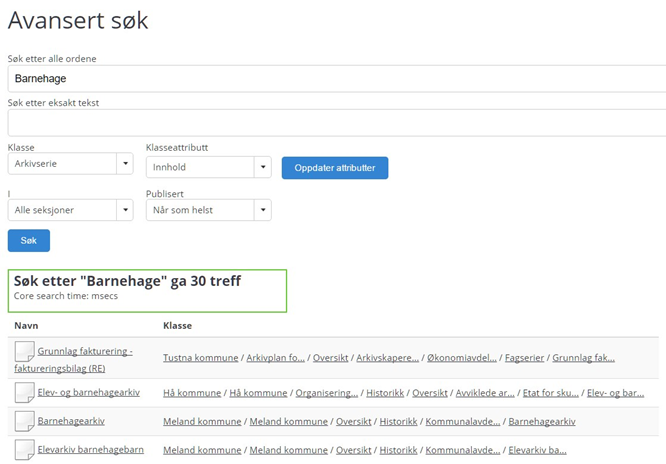 Avansert søk
Søk etter alle ordene
Barnehage
Søk etter eksakt tekst
Klasse Klasseattributt
Arkivserie Innhold Oppdater attributter
I Publisert
Alle seksjoner Når som helst
Søk
Søk etter "Barnehage" ga 30 treff
Core search time: msecs
Navn Klasse
Grunnlag fakturering -
faktureringsbilag (RE) Tustna kommune / Arkivplan fo... / Oversikt / Arkivskapere... / Økonomiavdel... / Fagserier / Grunnlag fak...
Elev- og barnehagearkiv Hå kommune / Hå kommune / Organisering... / Historikk / Oversikt / Avviklede ar... / Etat for sku... / Elev- og bar...
Barnehagearkiv Meland kommune / Meland kommune / Oversikt / Historikk / Kommunalavde... / Barnehagearkiv
Elevarkiv barnehagebarn Meland kommune / Meland kommune / Oversikt / Historikk / Kommunalavde... / Elevarkiv ba...